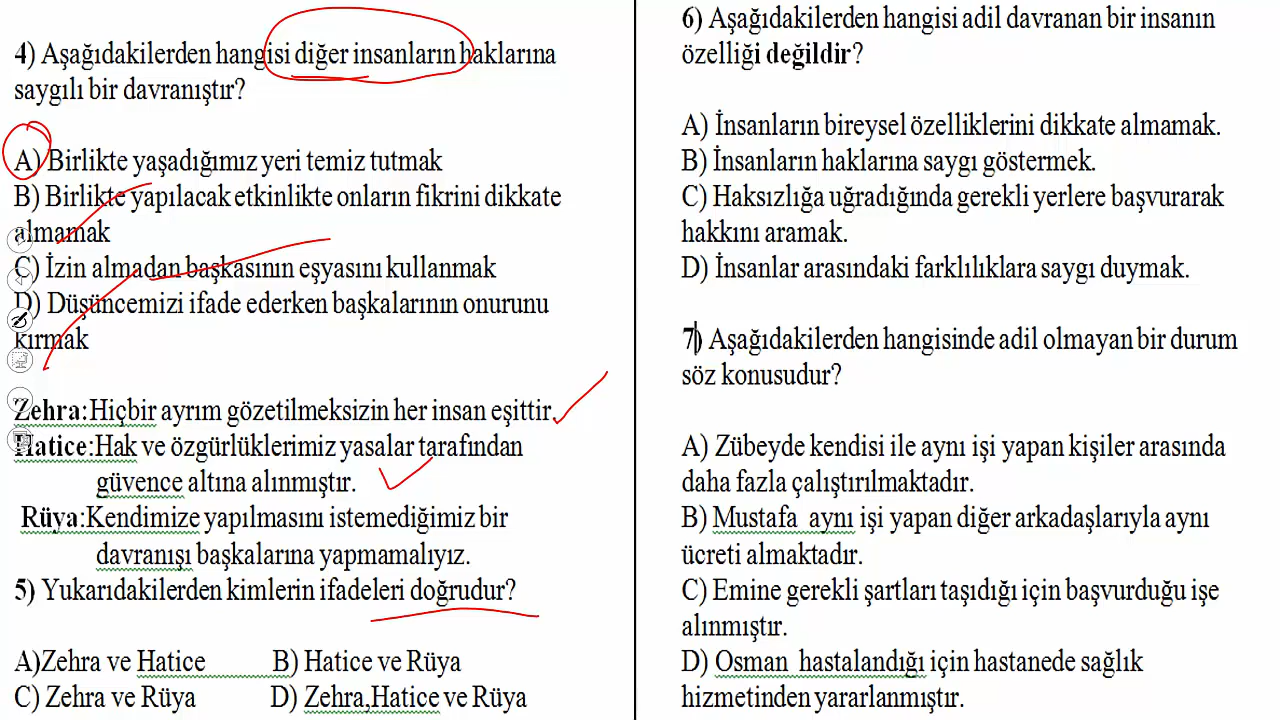 4) Aşağıdakilerden hangisi diğer insanların haklarına
saygılı bir davranıştır?
A) Birlikte yaşadığımız yeri temiz tutmak
B) Birlikte yapılacak etkinlikte onların fikrini dikkate
almamak
C) İzin almadan başkasının eşyasını kullanmak
D) Düşüncemizi ifade ederken başkalarının onurunu
kırmak
Zehra:Hiçbir ayrım gözetilmeksizin her insan eşittir.
Hatice:Hak ve özgürlüklerimiz yasalar tarafından
güvence altına alınmıştır.
Rüya:Kendimize yapılmasını istemediğimiz bir
davranışı başkalarına yapmamalıyız.
5) Yukarıdakilerden kimlerin ifadeleri doğrudur?
A)Zehra ve Hatice B) Hatice ve Rüya
C) Zehra ve Rüya D) Zehra,Hatice ve Rüya
6) Aşağıdakilerden hangisi adil davranan bir insanın
özelliği değildir?
A) İnsanların bireysel özelliklerini dikkate almamak.
B) İnsanların haklarına saygı göstermek.
C) Haksızlığa uğradığında gerekli yerlere başvurarak
hakkını aramak.
D) İnsanlar arasındaki farklılıklara saygı duymak.
7) Aşağıdakilerden hangisinde adil olmayan bir durum
söz konusudur?
A) Zübeyde kendisi ile aynı işi yapan kişiler arasında
daha fazla çalıştırılmaktadır.
B) Mustafa aynı işi yapan diğer arkadaşlarıyla aynı
ücreti almaktadır.
C) Emine gerekli şartları taşıdığı için başvurduğu işe
alınmıştır.
D) Osman hastalandığı için hastanede sağlık
hizmetinden yararlanmıştır.